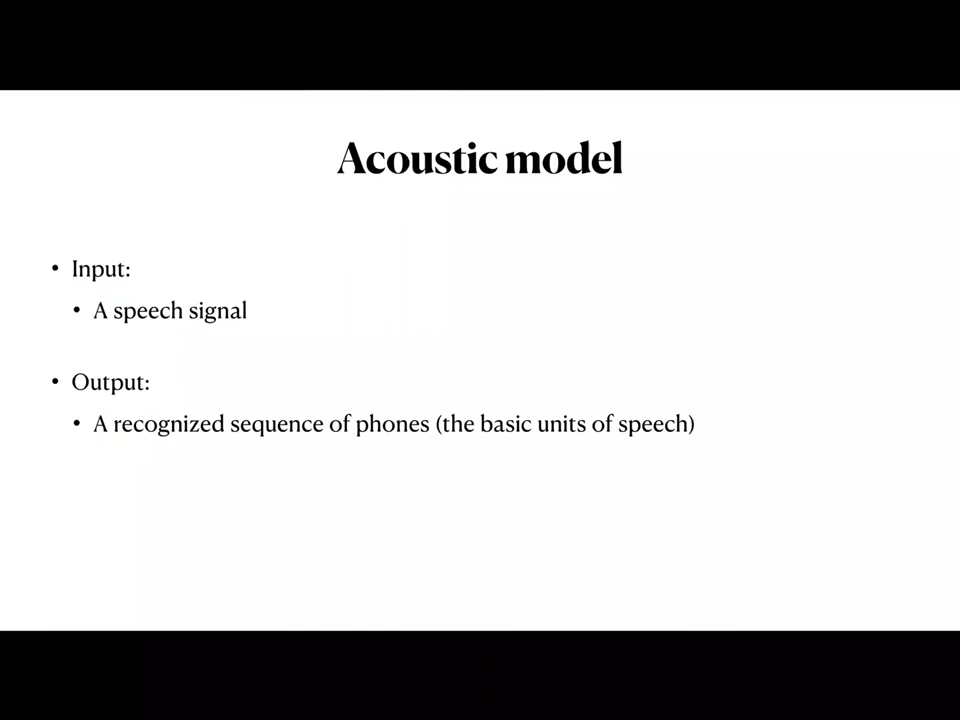 Acoustic model
• Input:
• A speech signal
• Output:
• A recognized sequence of phones (the basic units of speech)